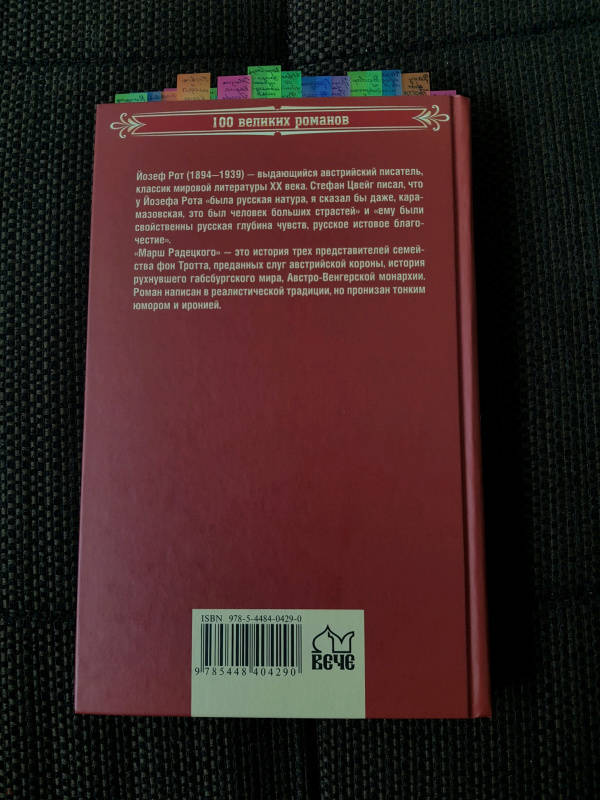 100 великих романов
Йозеф Рот (1894—1939) — выдающийся австрийский писатель,
классик мировой литературы XX века. Стефан Цвейг писал, что
у Йозефа Рота «была русская натура, я сказал бы даже, кара-
мазовская, это был человек больших страстей» и «ему были
свойственны русская глубина чувств, русское истовое благо-
честие».
«Марш Радецкого» — это история трех представителей семей-
ства фон Тротта, преданных слуг австрийской короны, история
рухнувшего габсбургского мира, Австро-Венгерской монархии.
Роман написан в реалистической традиции, но пронизан тонким
юмором и иронией.
ISBN 978-5-4484-0429-0
9 785448 404290
ВЕЧЕ